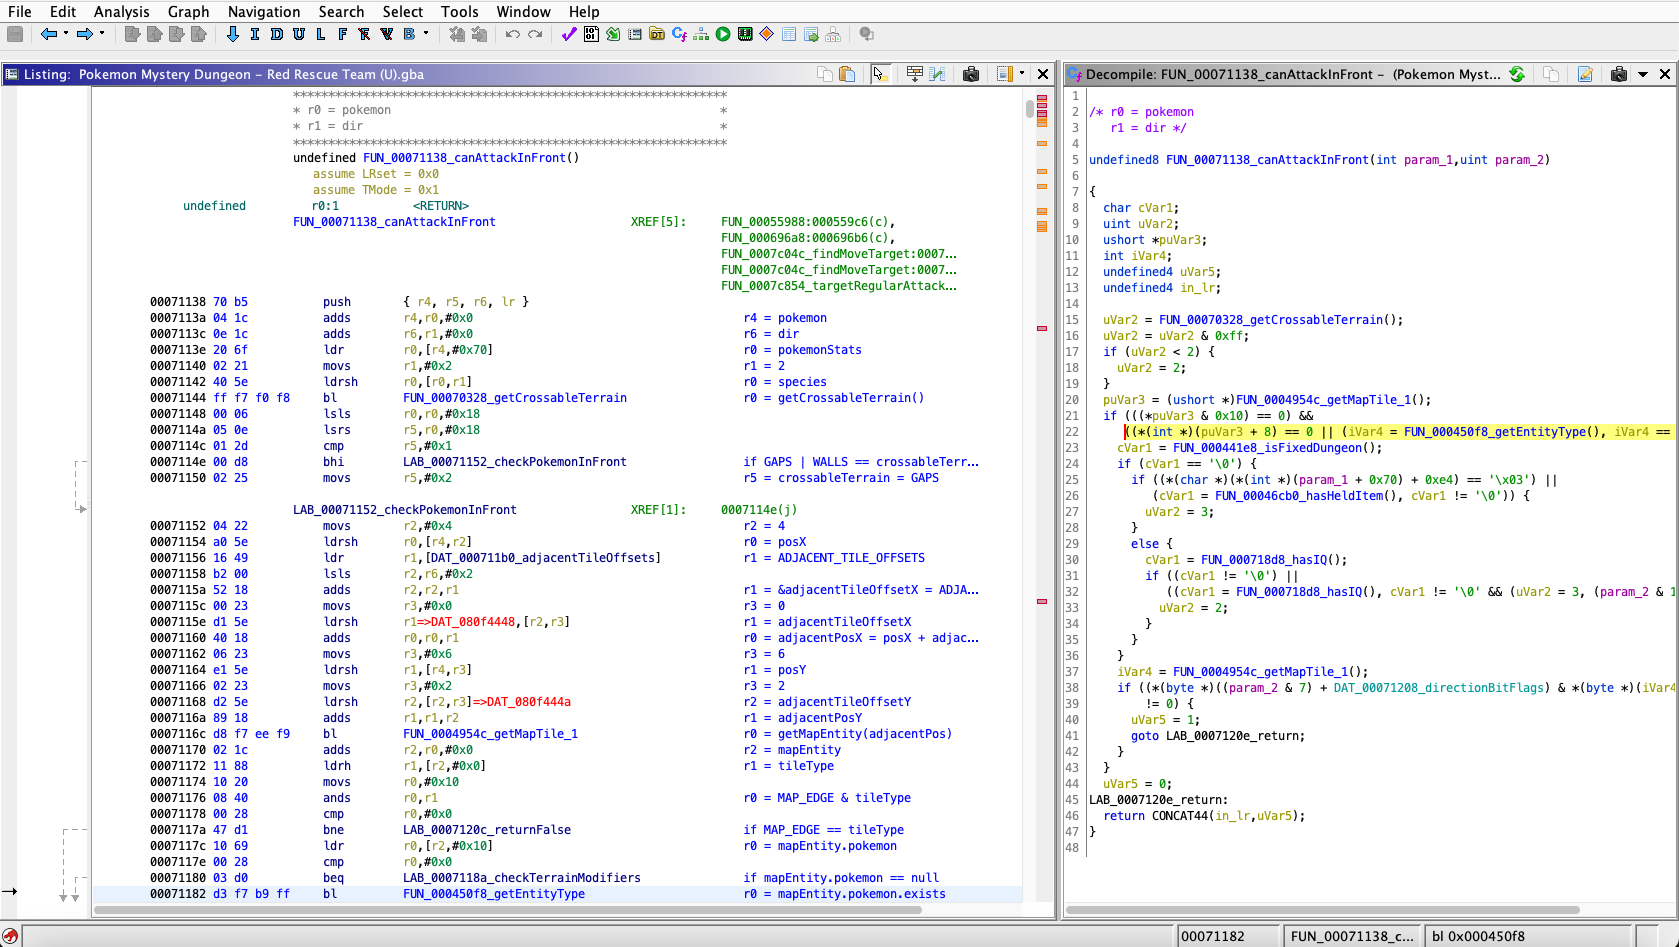 File Edit Analysis Graph Navigation Search Select Tools Window Help
I D U L F B
Listing: Pokemon Mystery Dungeon – Red Rescue Team (U).gba
**************************************************************
* r0 = pokemon *
* r1 = dir *
**************************************************************
undefined FUN_00071138_canAttackInFront()
assume LRset = 0x0
assume TMode = 0x1
undefined r0:1 <RETURN>
FUN_00071138_canAttackInFront XREF[5]: FUN_00055988:000559c6(c),
FUN_000696a8:000696b6(c),
FUN_0007c04c_findMoveTarget:0007...
FUN_0007c04c_findMoveTarget:0007...
FUN_0007c854_targetRegularAttack...
00071138 70 b5 push { r4, r5, r6, lr }
0007113a 04 1c adds r4,r0,#0x0 r4 = pokemon
0007113c 0e 1c adds r6,r1,#0x0 r6 = dir
0007113e 20 6f ldr r0,[r4,#0x70] r0 = pokemonStats
00071140 02 21 movs r1,#0x2 r1 = 2
00071142 40 5e ldrsh r0,[r0,r1] r0 = species
00071144 ff f7 f0 f8 bl FUN_00070328_getCrossableTerrain r0 = getCrossableTerrain()
00071148 00 06 lsls r0,r0,#0x18
0007114a 05 0e lsrs r5,r0,#0x18
0007114c 01 2d cmp r5,#0x1
0007114e 00 d8 bhi LAB_00071152_checkPokemonInFront if GAPS | WALLS == crossableTerr...
00071150 02 25 movs r5,#0x2 r5 = crossableTerrain = GAPS
LAB_00071152_checkPokemonInFront XREF[1]: 0007114e(j)
00071152 04 22 movs r2,#0x4 r2 = 4
00071154 a0 5e ldrsh r0,[r4,r2] r0 = posX
00071156 16 49 ldr r1,[DAT_000711b0_adjacentTileOffsets] r1 = ADJACENT_TILE_OFFSETS
00071158 b2 00 lsls r2,r6,#0x2
0007115a 52 18 adds r2,r2,r1 r1 = &adjacentTileOffsetX = ADJA...
0007115c 00 23 movs r3,#0x0 r3 = 0
0007115e d1 5e ldrsh r1=>DAT_080f4448,[r2,r3] r1 = adjacentTileOffsetX
00071160 40 18 adds r0,r0,r1 r0 = adjacentPosX = posX + adjac...
00071162 06 23 movs r3,#0x6 r3 = 6
00071164 e1 5e ldrsh r1,[r4,r3] r1 = posY
00071166 02 23 movs r3,#0x2 r3 = 2
00071168 d2 5e ldrsh r2,[r2,r3]=>DAT_080f444a r2 = adjacentTileOffsetY
0007116a 89 18 adds r1,r1,r2 r1 = adjacentPosY
0007116c d8 f7 ee f9 bl FUN_0004954c_getMapTile_1 r0 = getMapEntity(adjacentPos)
00071170 02 1c adds r2,r0,#0x0 r2 = mapEntity
00071172 11 88 ldrh r1,[r2,#0x0] r1 = tileType
00071174 10 20 movs r0,#0x10
00071176 08 40 ands r0,r1 r0 = MAP_EDGE & tileType
00071178 00 28 cmp r0,#0x0
0007117a 47 d1 bne LAB_0007120c_returnFalse if MAP_EDGE == tileType
0007117c 10 69 ldr r0,[r2,#0x10] r0 = mapEntity.pokemon
0007117e 00 28 cmp r0,#0x0
00071180 03 d0 beq LAB_0007118a_checkTerrainModifiers if mapEntity.pokemon == null
00071182 d3 f7 b9 ff bl FUN_000450f8_getEntityType r0 = mapEntity.pokemon.exists
Decompile: FUN_00071138_canAttackInFront – (Pokemon Myst...
1
2 /* r0 = pokemon
3 r1 = dir */
4
5 undefined8 FUN_00071138_canAttackInFront(int param_1,uint param_2)
6
7 {
8 char cVar1;
9 uint uVar2;
10 ushort *puVar3;
11 int iVar4;
12 undefined4 uVar5;
13 undefined4 in_lr;
14
15 uVar2 = FUN_00070328_getCrossableTerrain();
16 uVar2 = uVar2 & 0xff;
17 if (uVar2 < 2) {
18 uVar2 = 2;
19 }
20 puVar3 = (ushort *)FUN_0004954c_getMapTile_1();
21 if (((*puVar3 & 0x10) == 0) &&
22 ((*(int *)(puVar3 + 8) == 0 || (iVar4 = FUN_000450f8_getEntityType(), iVar4 ==
23 cVar1 = FUN_000441e8_isFixedDungeon();
24 if (cVar1 == '\0') {
25 if ((*(char *)(*(int *)(param_1 + 0x70) + 0xe4) == '\x03') ||
26 (cVar1 = FUN_00046cb0_hasHeldItem(), cVar1 != '\0')) {
27 uVar2 = 3;
28 }
29 else {
30 cVar1 = FUN_000718d8_hasIQ();
31 if ((cVar1 != '\0') ||
32 ((cVar1 = FUN_000718d8_hasIQ(), cVar1 != '\0' && (uVar2 = 3, (param_2 & 1
33 uVar2 = 2;
34 }
35 }
36 }
37 iVar4 = FUN_0004954c_getMapTile_1();
38 if ((*(byte *)((param_2 & 7) + DAT_00071208_directionBitFlags) & *(byte *)(iVar4
39 != 0) {
40 uVar5 = 1;
41 goto LAB_0007120e_return;
42 }
43 }
44 uVar5 = 0;
45 LAB_0007120e_return:
46 return CONCAT44(in_lr,uVar5);
47 }
48
00071182 FUN_00071138_c... bl 0x000450f8